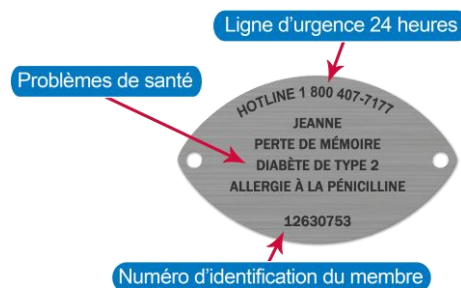 Ligne d'urgence 24 heures
Problèmes de santé
HOTLINE 1 800 407-7177
JEANNE
PERTE DE MÉMOIRE
DIABÈTE DE TYPE 2
ALLERGIE À LA PÉNICILLINE
12630753
Numéro d'identification du membre